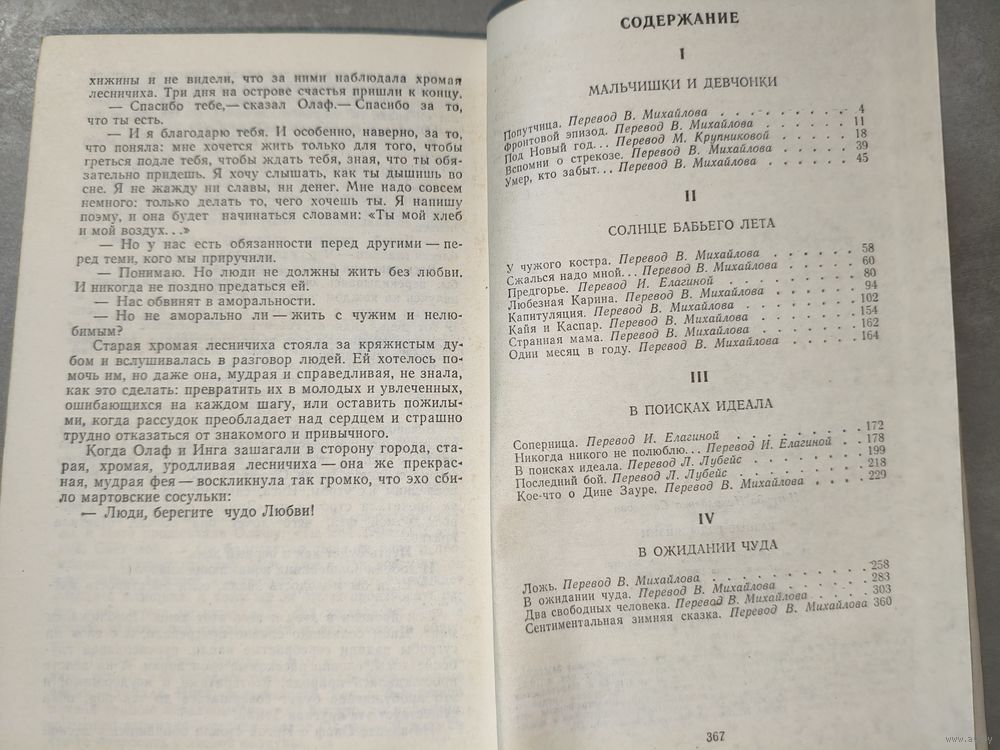 хижины и не видели, что за ними наблюдала хромая
лесничиха. Три дня на острове счастья пришли к концу.
— Спасибо тебе,— сказал Олаф.— Спасибо за то,
что ты есть.
— И я благодарю тебя. И особенно, наверно, за то,
что поняла: мне хочется жить только для того, чтобы
греться подле тебя, чтобы ждать тебя, зная, что ты обя-
зательно придешь. Я хочу слышать, как ты дышишь во
сне. Я не жажду ни славы, ни денег. Мне надо совсем
немного: только делать то, чего хочешь ты. Я напишу
поэму, и она будет начинаться словами: «Ты мой хлеб
и мой воздух...»
— Но у нас есть обязанности перед другими — пе-
ред теми, кого мы приручили.
— Понимаю. Но люди не должны жить без любви.
И никогда не поздно предаться ей.
— Нас обвинят в аморальности.
— Но не аморально ли — жить с чужим и нелю-
бимым?
Старая хромая лесничиха стояла за кряжистым ду-
бом и вслушивалась в разговор людей. Ей хотелось по-
мочь им, но даже она, мудрая и справедливая, не знала,
как это сделать: превратить их в молодых и увлеченных,
ошибающихся на каждом шагу, или оставить пожилы-
ми, когда рассудок преобладает над сердцем и страшно
трудно отказаться от знакомого и привычного.
Когда Олаф и Инга зашагали в сторону города, ста-
рая, хромая, уродливая лесничиха — она же прекрас-
ная, мудрая фея — воскликнула так громко, что эхо сби-
ло мартовские сосульки:
— Люди, берегите чудо Любви!
СОДЕРЖАНИЕ
I
МАЛЬЧИШКИ И ДЕВЧОНКИ
Попутчица. Перевод В. Михайлова . . . . . . . . 4
Фронтовой эпизод. Перевод В. Михайлова . . . . . . 11
Под Новый год... Перевод М. Крупниковой . . . . . 18
Вспомни о стрекозе. Перевод В. Михайлова . . . . . 39
Умер, кто забыт... Перевод В. Михайлова . . . . . . 45
II
СОЛНЦЕ БАБЬЕГО ЛЕТА
У чужого костра. Перевод В. Михайлова . . . . . . 58
Сжалься надо мной... Перевод В. Михайлова . . . . . 60
Предгорье. Перевод И. Елагиной . . . . . . . . 80
Любезная Карина. Перевод В. Михайлова . . . . . . 94
Капитуляция. Перевод В. Михайлова . . . . . . . 102
Кайя и Каспар. Перевод В. Михайлова . . . . . . 154
Странная мама. Перевод В. Михайлова . . . . . . 162
Один месяц в году. Перевод В. Михайлова . . . . . 164
III
В ПОИСКАХ ИДЕАЛА
Соперница. Перевод И. Елагиной . . . . . . . . 172
Никогда никого не полюблю... Перевод И. Елагиной . . 178
В поисках идеала. Перевод Л. Лубейс . . . . . . . 199
Последний бой. Перевод Л. Лубейс . . . . . . . 218
Кое-что о Дине Зауре. Перевод В. Михайлова . . . . 229
IV
В ОЖИДАНИИ ЧУДА
Ложь. Перевод В. Михайлова . . . . . . . . . 258
В ожидании чуда. Перевод В. Михайлова . . . . . . 283
Два свободных человека. Перевод В. Михайлова . . . . 303
Сентиментальная зимняя сказка. Перевод В. Михайлова 360
367